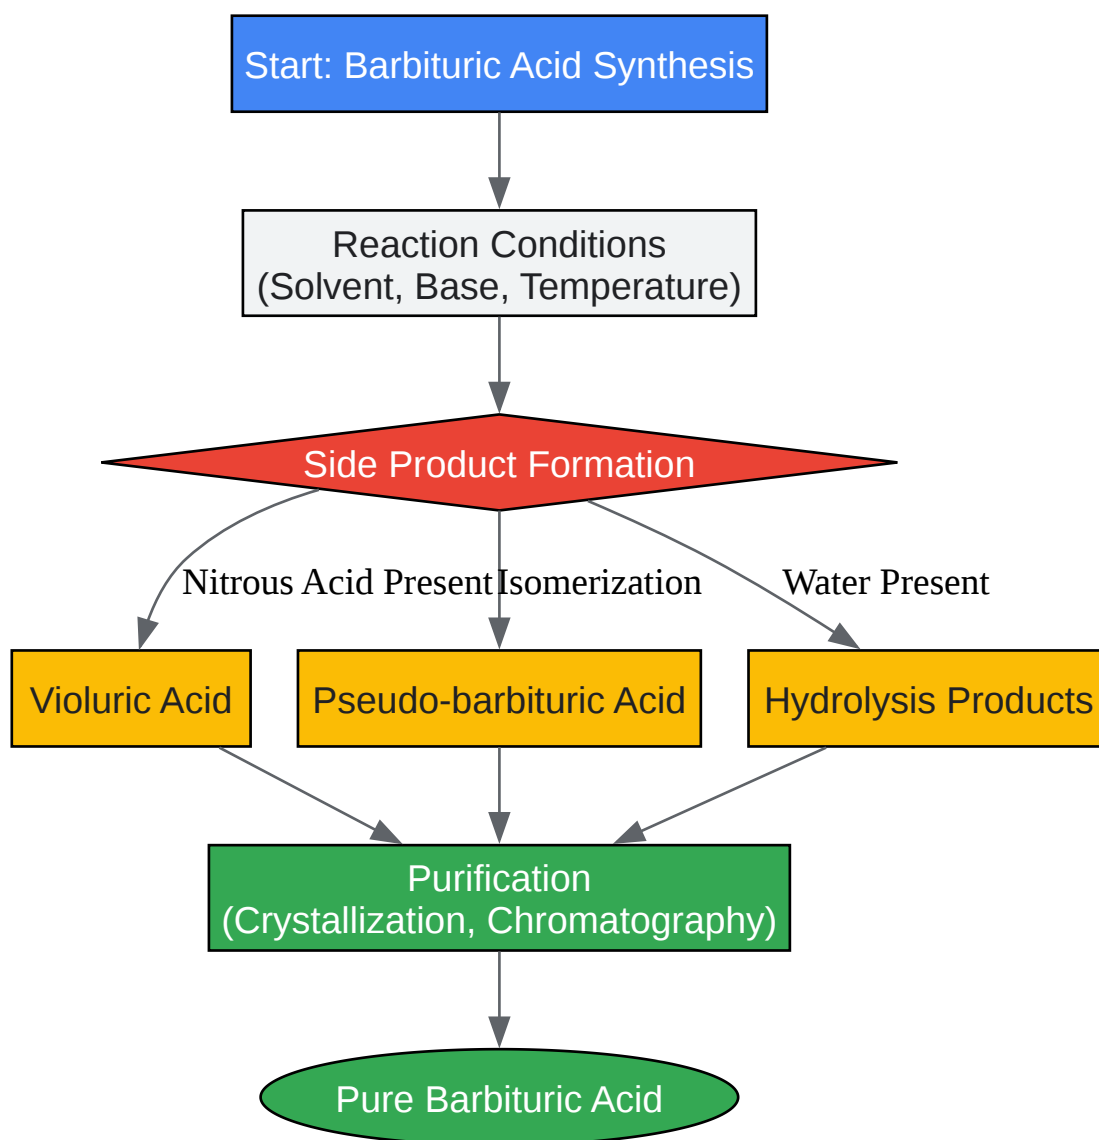 Start: Barbituric Acid Synthesis
Reaction Conditions
(Solvent, Base, Temperature)
Side Product Formation
Nitrous Acid Present
Isomerization
Water Present
Violuric Acid
Pseudo-barbituric Acid
Hydrolysis Products
Purification
(Crystallization, Chromatography)
Pure Barbituric Acid